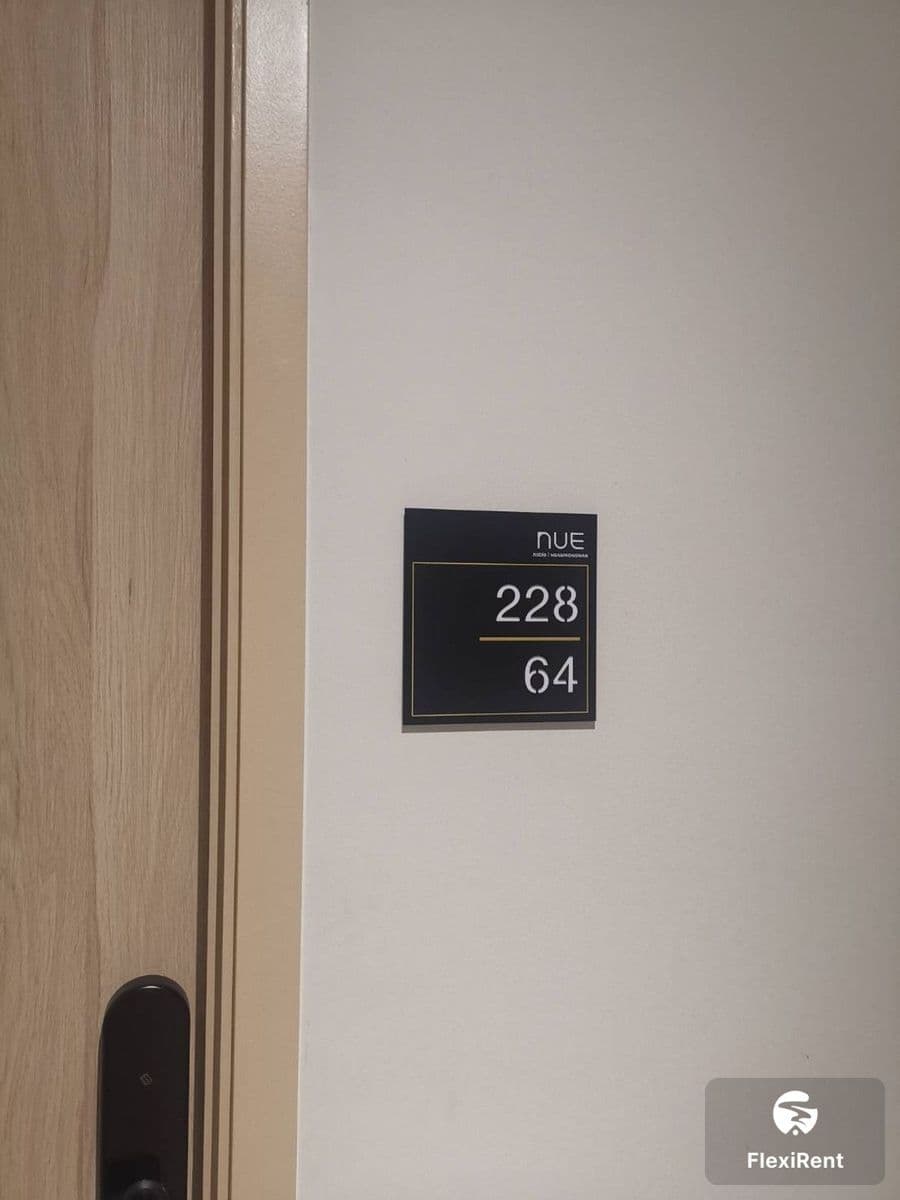 NUE
228
64
FlexiRent